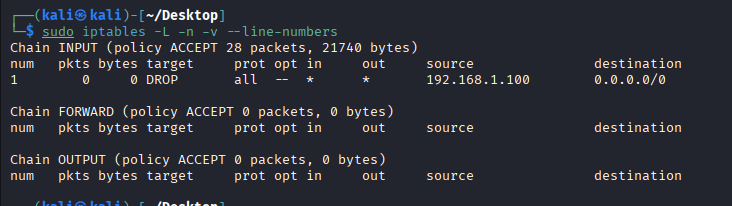 ┌──(kali㉿kali)-[~/Desktop]
└─$ sudo iptables -L -n -v --line-numbers
Chain INPUT (policy ACCEPT 28 packets, 21740 bytes)
num   pkts bytes target     prot opt in     out     source               destination
1        0     0 DROP       all  --  *      *       192.168.1.100        0.0.0.0/0

Chain FORWARD (policy ACCEPT 0 packets, 0 bytes)
num   pkts bytes target     prot opt in     out     source               destination

Chain OUTPUT (policy ACCEPT 0 packets, 0 bytes)
num   pkts bytes target     prot opt in     out     source               destination

┌──(kali㉿kali)-[~/Desktop]